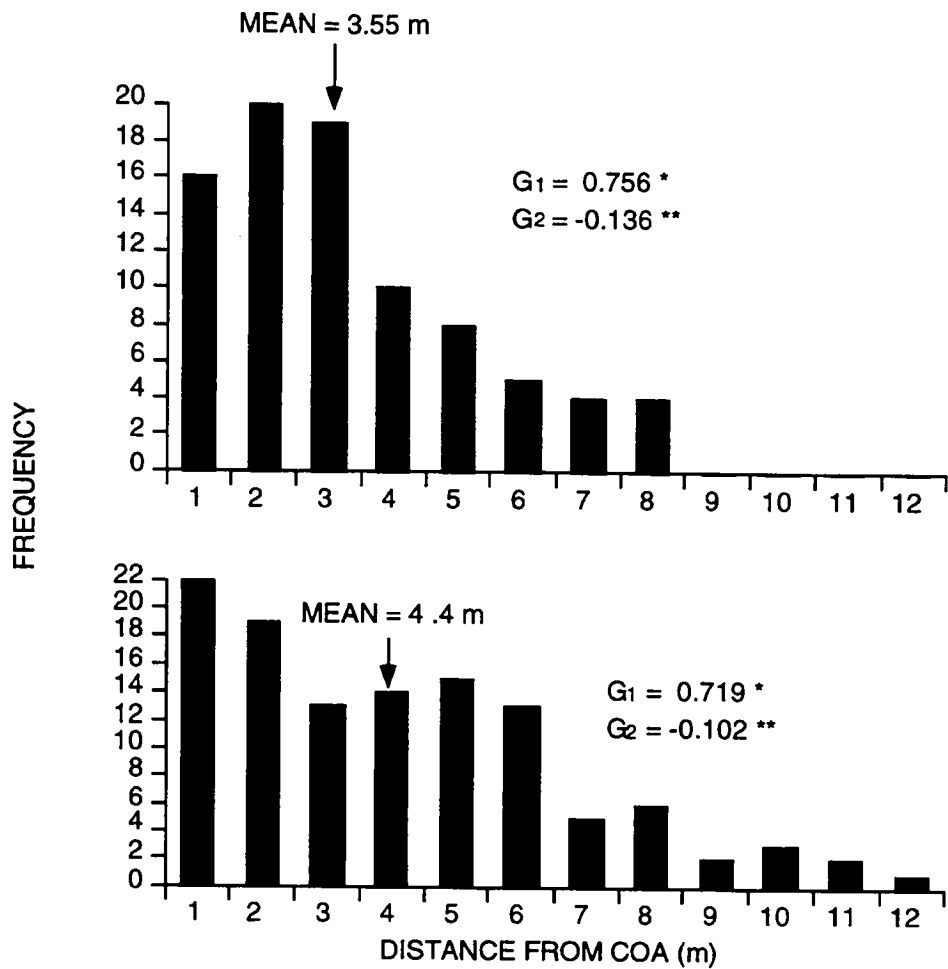 MEAN = 3.55 m
20
18
16
14
12
10
8
6
4
2
0
G1 = 0.756 *
G2 = -0.136 **
1 2 3 4 5 6 7 8 9 10 11 12
FREQUENCY
22
20
18
16
14
12
10
8
6
4
2
0
MEAN = 4 .4 m
G1 = 0.719 *
G2 = -0.102 **
1 2 3 4 5 6 7 8 9 10 11 12
DISTANCE FROM COA (m)